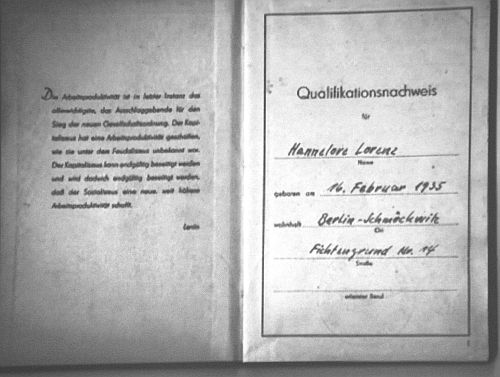 Die Arbeitsproduktivität ist in letzter Instanz das
allerwichtigste, das Ausschlaggebende für den
Sieg der neuen Gesellschaftsordnung. Der Kapi-
talismus hat eine Arbeitsproduktivität geschaffen,
wie sie unter dem Feudalismus unbekannt war.
Der Kapitalismus kann endgültig beseitigt werden
und wird dadurch endgültig beseitigt werden,
daß der Sozialismus eine neue, weit höhere
Arbeitsproduktivität schafft.
Lenin
Qualifikationsnachweis
für
Hannelore Lorenz
Name
geboren am 16. Februar 1935
wohnhaft Berlin-Schmöckwitz
Ort
Fichtengrund Nr. 14
Straße
erlernter Beruf